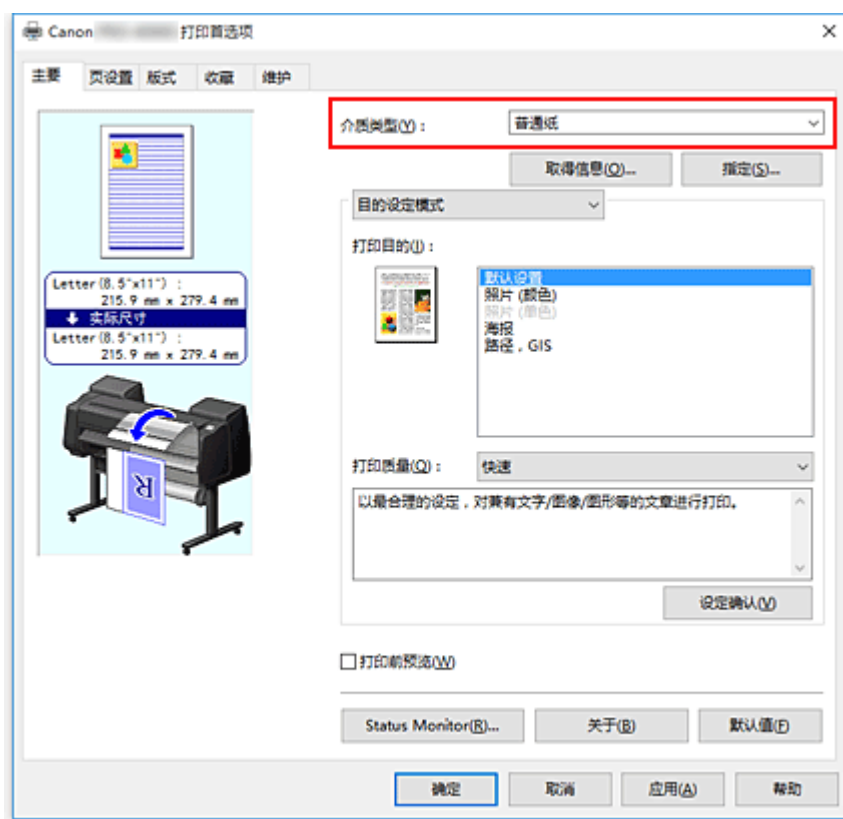 Canon 打印首选项
主要 页设置 版式 收藏 维护
介质类型(Y)： 普通纸
取得信息(O)... 指定(S)...
目的设定模式
打印目的(I)：
默认设置
照片 (颜色)
照片 (单色)
海报
路径，GIS
Letter(8.5"x11") :
215.9 mm x 279.4 mm
实际尺寸
Letter(8.5"x11") :
215.9 mm x 279.4 mm
R
打印质量(Q)： 快速
以最合理的设定，对兼有文字/图像/图形等的文章进行打印。
设定确认(V)
打印前预览(W)
Status Monitor(R)... 关于(B) 默认值(F)
确定 取消 应用(A) 帮助